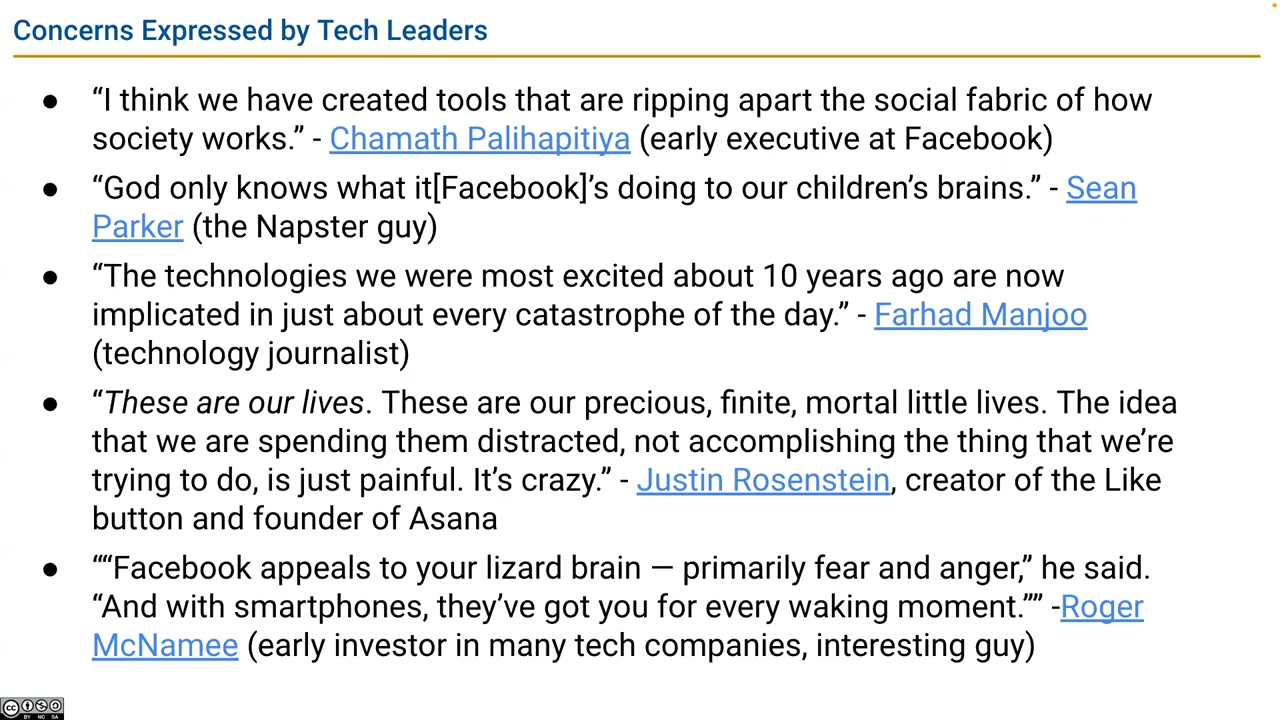 Concerns Expressed by Tech Leaders
● “I think we have created tools that are ripping apart the social fabric of how
society works.” - Chamath Palihapitiya (early executive at Facebook)
● “God only knows what it[Facebook]’s doing to our children’s brains.” - Sean
Parker (the Napster guy)
● “The technologies we were most excited about 10 years ago are now
implicated in just about every catastrophe of the day.” - Farhad Manjoo
(technology journalist)
● “These are our lives. These are our precious, finite, mortal little lives. The idea
that we are spending them distracted, not accomplishing the thing that we’re
trying to do, is just painful. It’s crazy.” - Justin Rosenstein, creator of the Like
button and founder of Asana
● ““Facebook appeals to your lizard brain — primarily fear and anger,” he said.
“And with smartphones, they’ve got you for every waking moment.”” -Roger
McNamee (early investor in many tech companies, interesting guy)
cc
BY NC SA